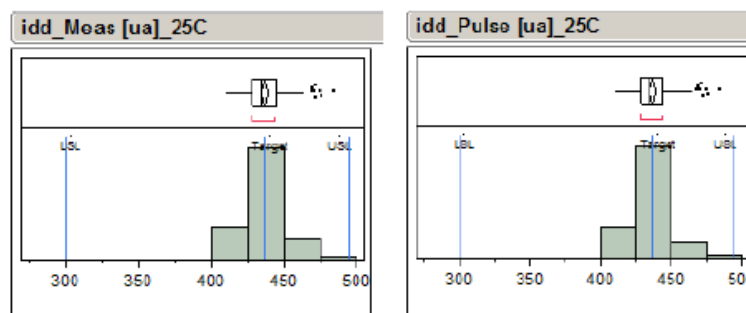 idd_Meas [ua]_25C
LSL Target USL
300 350 400 450 500
idd_Pulse [ua]_25C
LSL Target USL
300 350 400 450 50